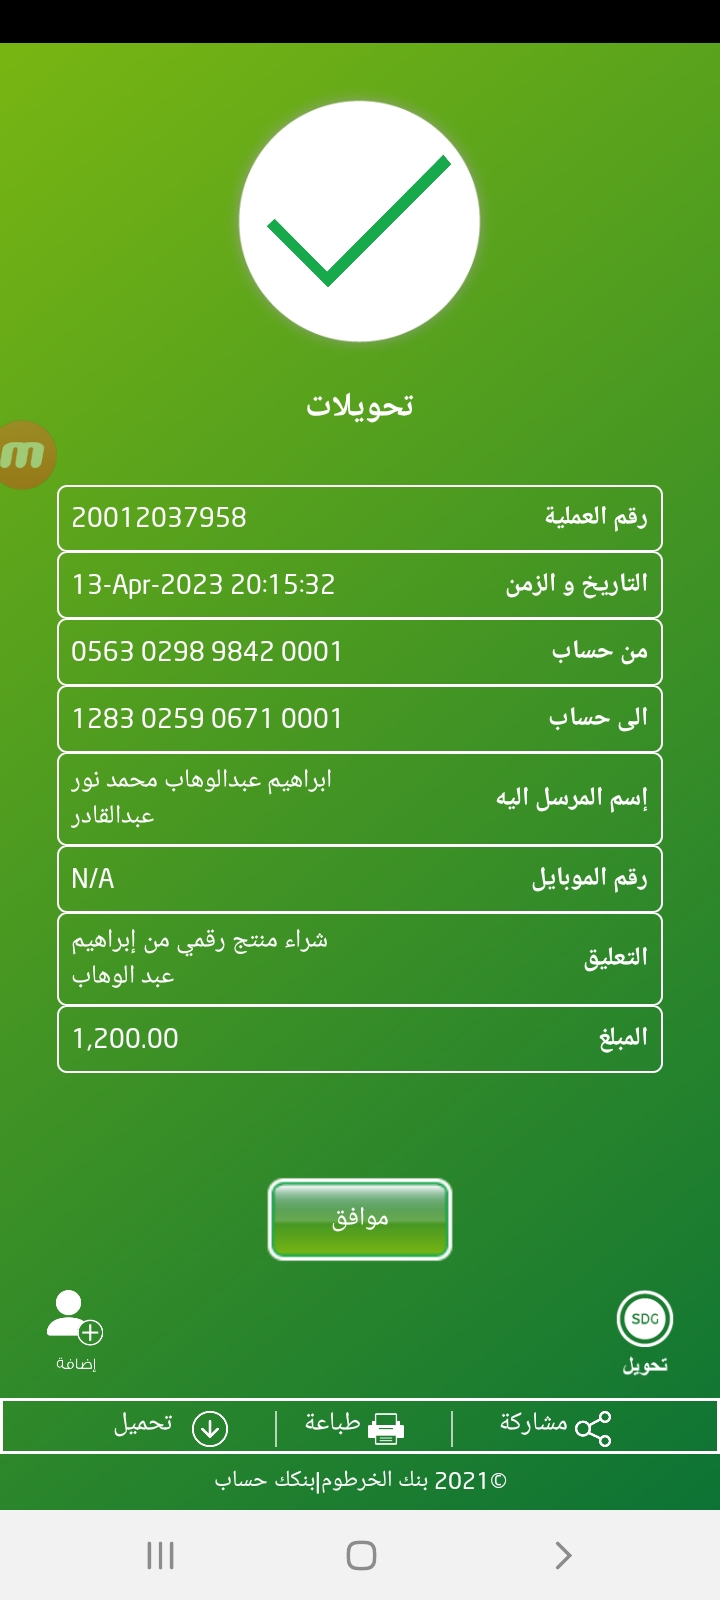 تحويلات
m
رقم العملية 20012037958
التاريخ و الزمن 13-Apr-2023 20:15:32
من حساب 0563 0298 9842 0001
الى حساب 1283 0259 0671 0001
إسم المرسل اليه ابراهيم عبدالوهاب محمد نور
عبدالقادر
رقم الموبايل N/A
التعليق شراء منتج رقمي من إبراهيم
عبد الوهاب
المبلغ 1,200.00
موافق
SDG
تحويل إضافة
مشاركة طباعة تحميل
©2021 بنك الخرطوم|بنكك حساب